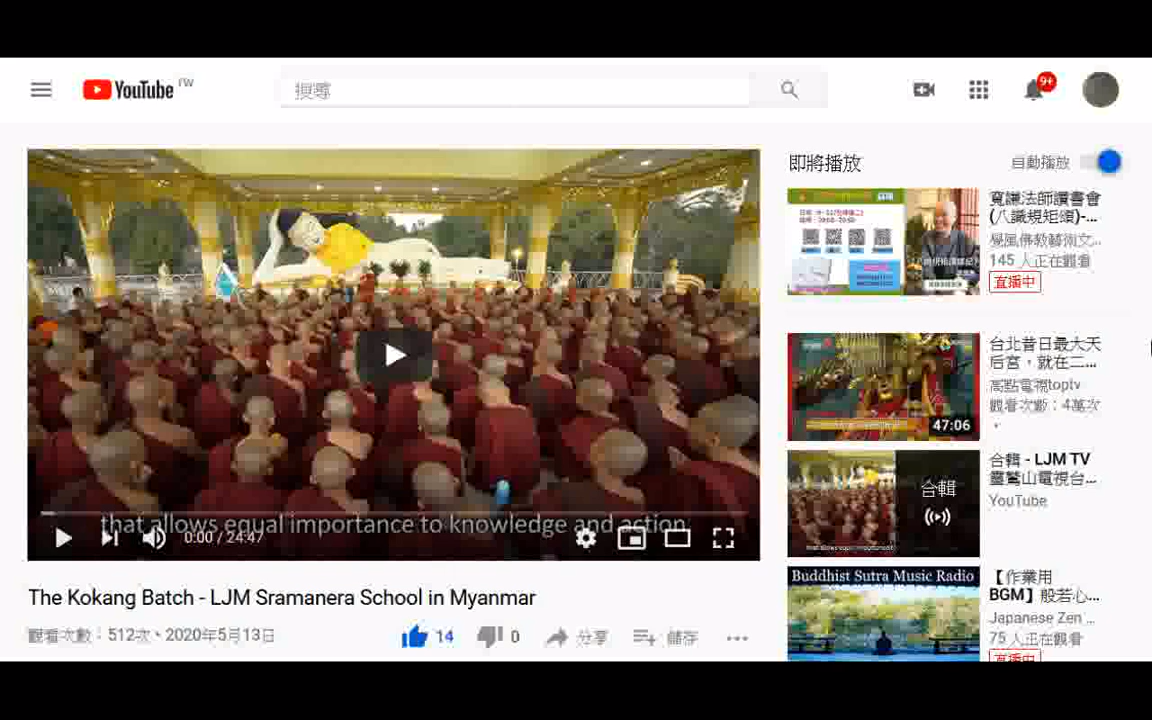 YouTube TW
搜尋
9+
that allows equal importance to knowledge and action.
0:00 / 24:47
The Kokang Batch - LJM Sramanera School in Myanmar
觀看次數：512次・2020年5月13日
14
0
分享
儲存
即將播放
自動播放
寬謙法師讀書會
(八識規矩頌)-...
覺風佛教藝術文...
145 人正在觀看
直播中
台北昔日最大天
后宮，就在二...
高點電視toptv
觀看次數：4萬次
47:06
合輯 - LJM TV
靈鷲山電視台...
YouTube
合輯
Buddhist Sutra Music Radio
【作業用
BGM】般若心...
Japanese Zen ...
75 人正在觀看
直播中